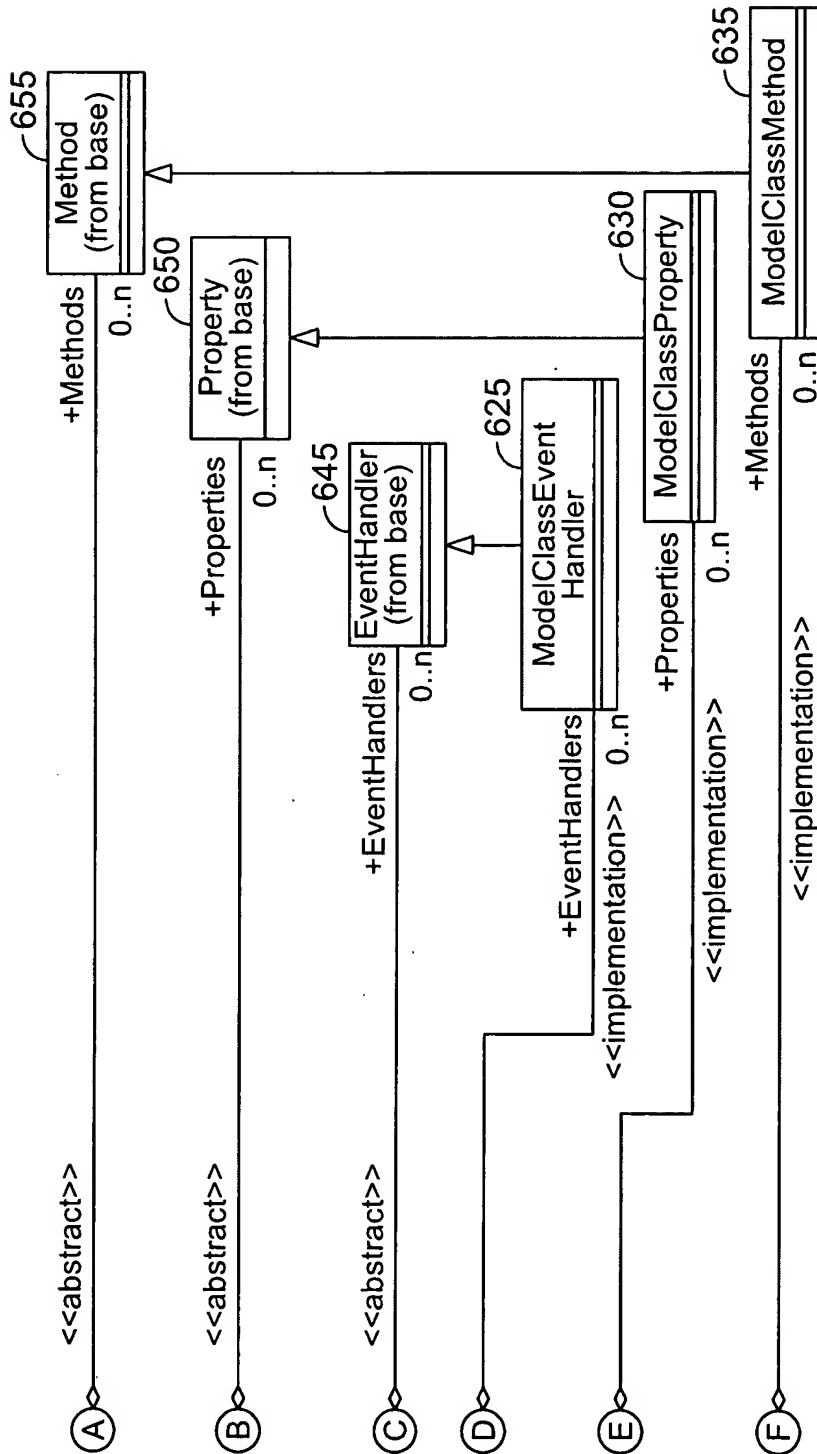 655
Method
(from base)
+Methods
0..n
<<abstract>>
A
650
Property
(from base)
+Properties
0..n
<<abstract>>
B
645
EventHandler
(from base)
+EventHandlers
0..n
<<abstract>>
C
625
ModelClassEvent
Handler
+EventHandlers
0..n
<<implementation>>
D
630
ModelClassProperty
+Properties
0..n
<<implementation>>
E
635
ModelClassMethod
+Methods
0..n
<<implementation>>
F